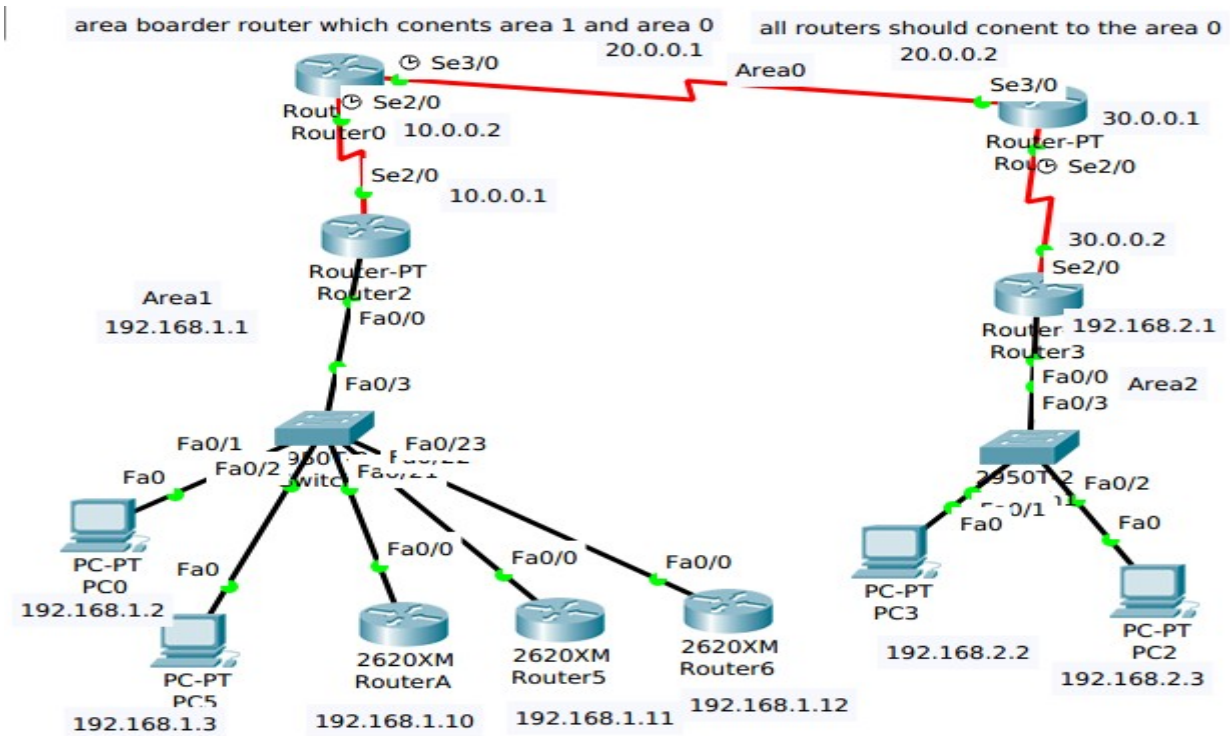 area boarder router which conents area 1 and area 0
all routers should conent to the area 0
20.0.0.1
20.0.0.2
Se3/0
Area0
Se3/0
Se2/0
Router0
10.0.0.2
30.0.0.1
Router-PT
Se2/0
Se2/0
10.0.0.1
30.0.0.2
Se2/0
Router-PT
Router2
Area1
192.168.1.1
Fa0/0
Router
192.168.2.1
Router3
Fa0/0
Area2
Fa0/3
Fa0/3
Fa0/1
Fa0/23
Fa0/2
Fa0
Fa0/2
Fa0
Fa0
Fa0/0
Fa0/0
Fa0/0
Fa0
PC-PT
PC0
192.168.1.2
PC-PT
PC5
192.168.1.3
2620XM
RouterA
192.168.1.10
2620XM
Router5
192.168.1.11
2620XM
Router6
192.168.1.12
PC-PT
PC3
192.168.2.2
PC-PT
PC2
192.168.2.3